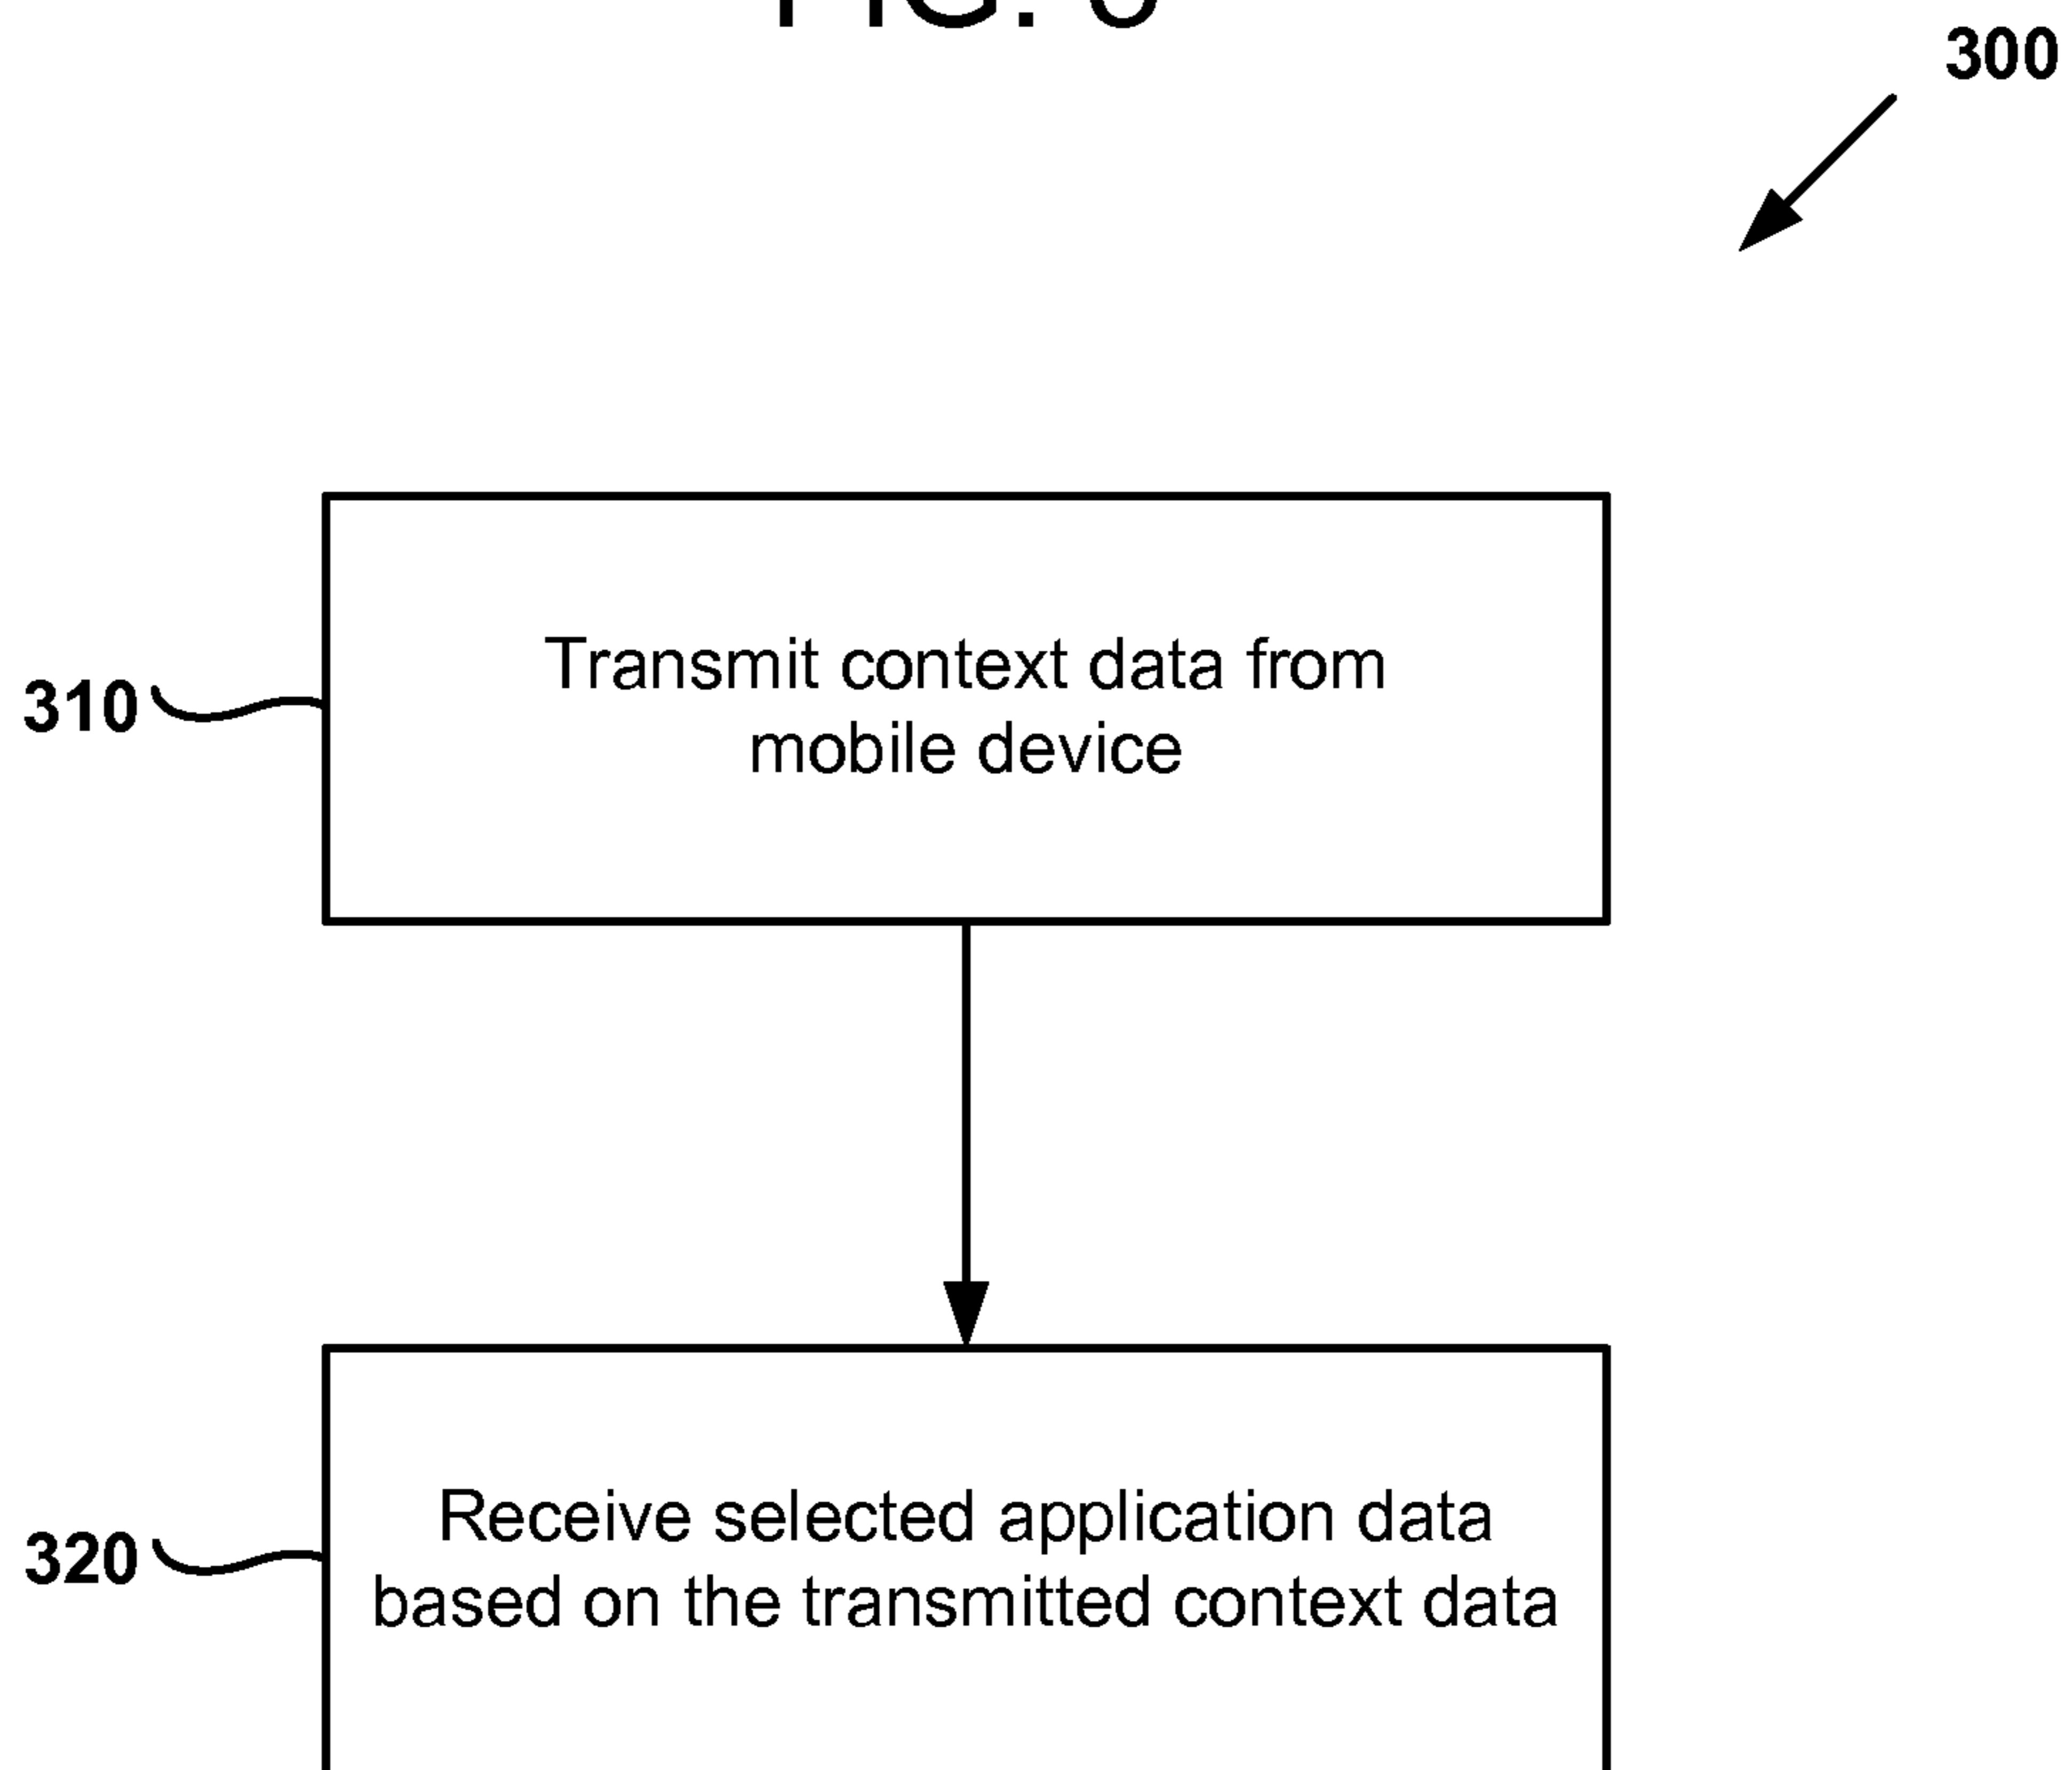 FIG.
300
Transmit context data from
mobile device
310
Receive selected application data
based on the transmitted context data
320